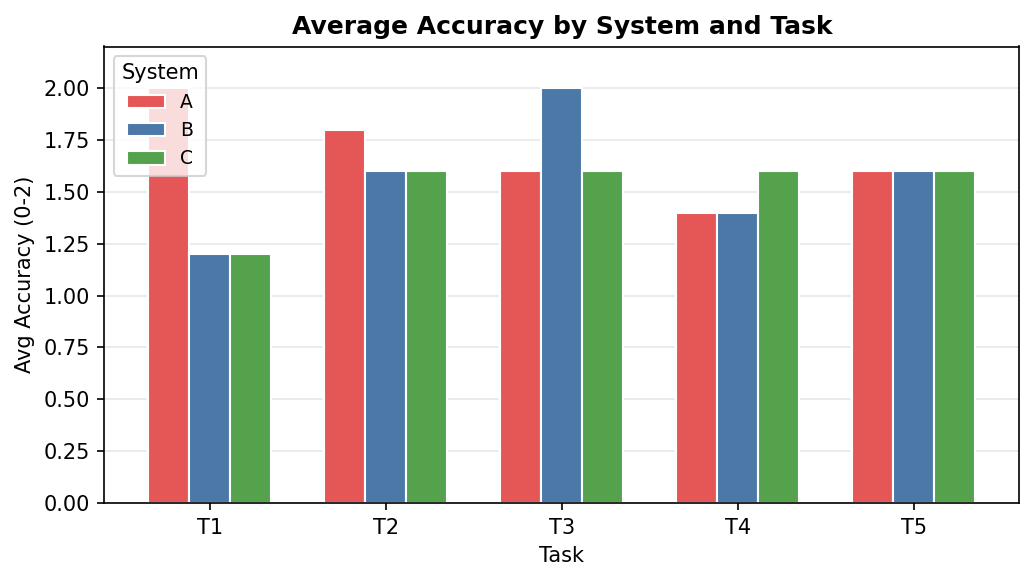 Average Accuracy by System and Task
System
A
B
C
2.00
1.75
1.50
1.25
1.00
0.75
0.50
0.25
0.00
Avg Accuracy (0-2)
T1 T2 T3 T4 T5
Task